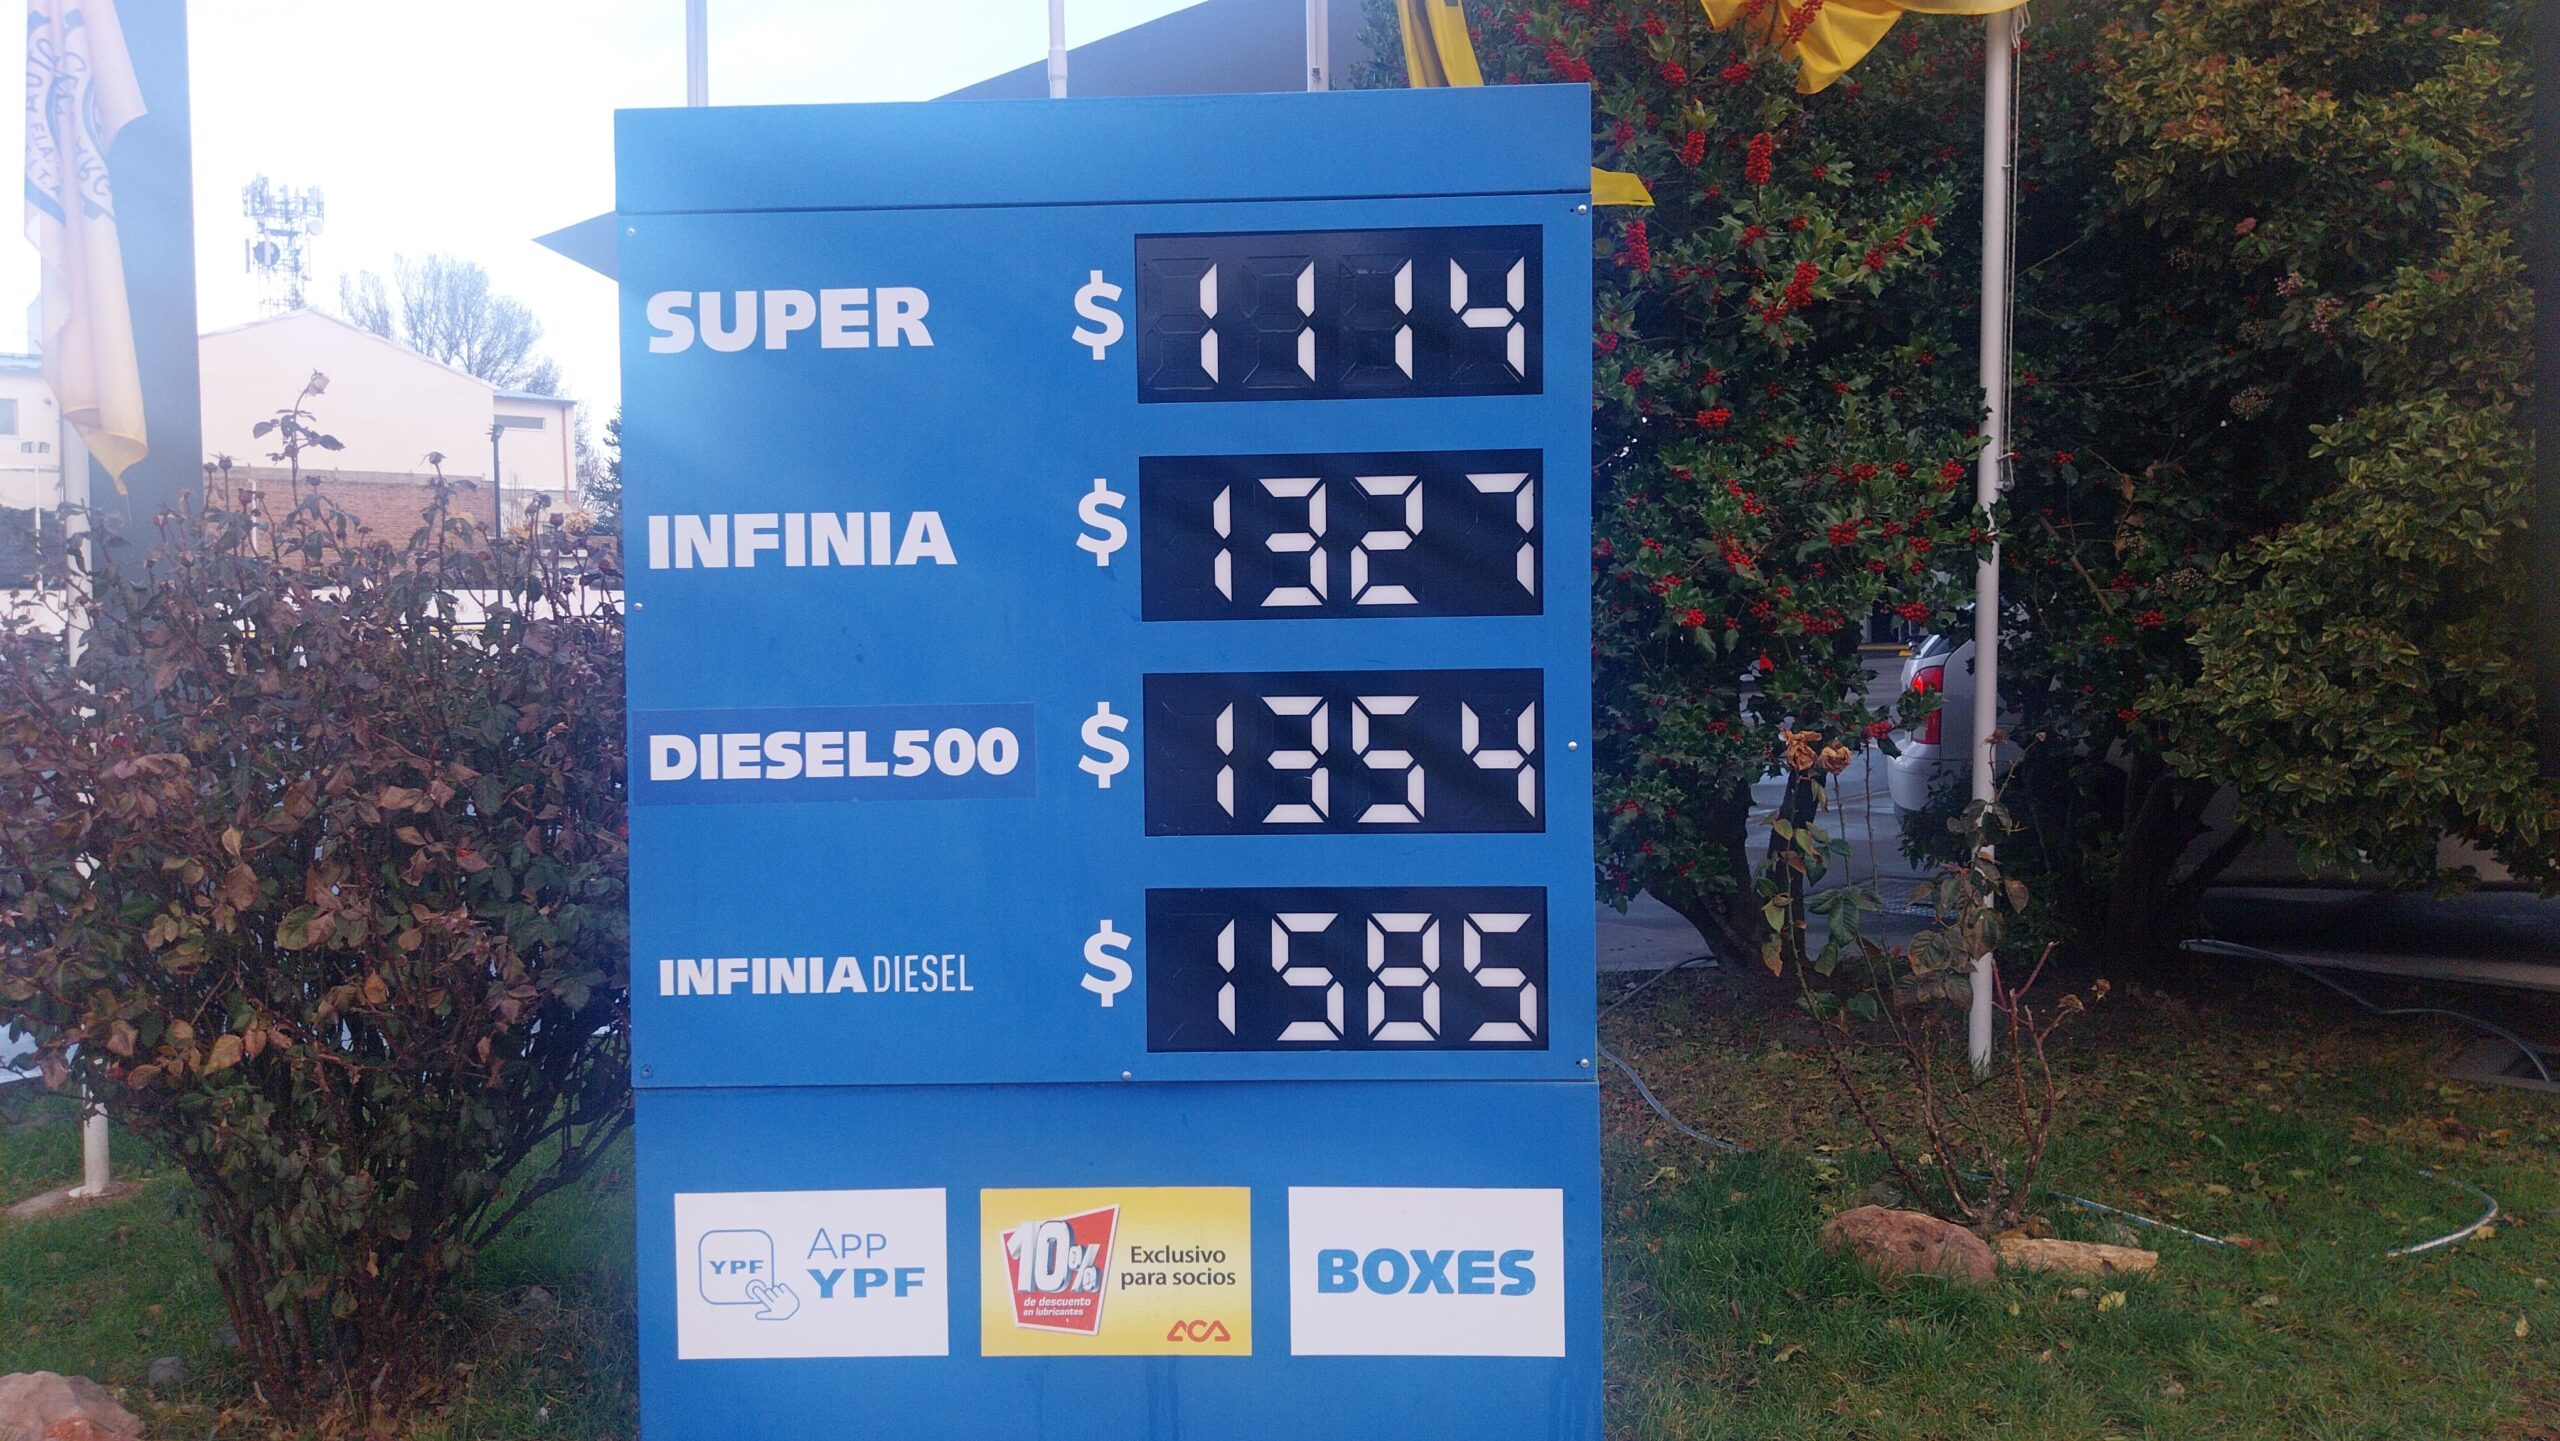 SUPER $ 1114
INFINIA $ 1327
DIESEL500 $ 1354
INFINIA DIESEL $ 1585
YPF
APP
YPF
10%
de descuento
en lubricantes
Exclusivo
para socios
ACA
BOXES